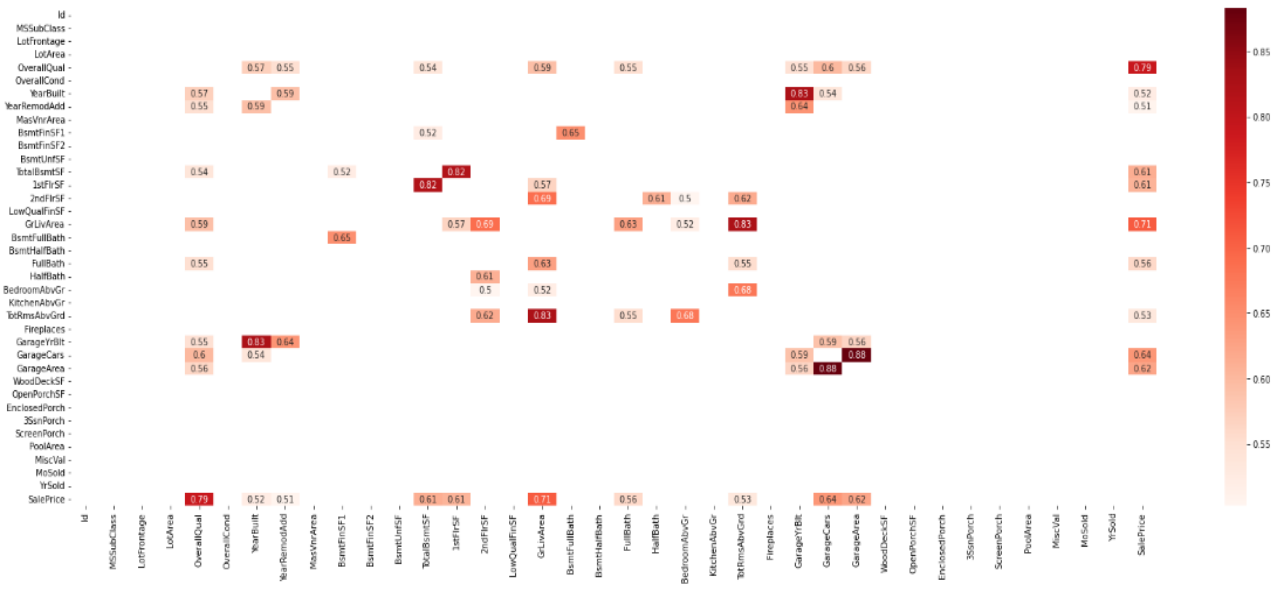 Id
MSSubClass
LotFrontage
LotArea
OverallQual 0.57 0.55 0.54 0.59 0.55 0.55 0.6 0.56 0.79
OverallCond
YearBuilt 0.57 0.59 0.83 0.54 0.52
YearRemodAdd 0.55 0.59 0.64 0.51
MasVnrArea
BsmtFinSF1 0.52 0.65
BsmtFinSF2
BsmtUnfSF
TotalBsmtSF 0.54 0.52 0.82 0.61
1stFlrSF 0.82 0.57 0.61
2ndFlrSF 0.69 0.61 0.5 0.62
LowQualFinSF
GrLivArea 0.59 0.57 0.69 0.63 0.52 0.83 0.71
BsmtFullBath 0.65
BsmtHalfBath
FullBath 0.55 0.63 0.55 0.56
HalfBath 0.61
BedroomAbvGr 0.5 0.52 0.68
KitchenAbvGr
TotRmsAbvGrd 0.62 0.83 0.55 0.68 0.53
Fireplaces
GarageYrBlt 0.55 0.83 0.64 0.59 0.56
GarageCars 0.6 0.54 0.59 0.88 0.64
GarageArea 0.56 0.56 0.88 0.62
WoodDeckSF
OpenPorchSF
EnclosedPorch
3SsnPorch
ScreenPorch
PoolArea
MiscVal
MoSold
YrSold
SalePrice 0.79 0.52 0.51 0.61 0.61 0.71 0.56 0.53 0.64 0.62
Id
MSSubClass
LotFrontage
LotArea
OverallQual
OverallCond
YearBuilt
YearRemodAdd
MasVnrArea
BsmtFinSF1
BsmtFinSF2
BsmtUnfSF
TotalBsmtSF
1stFlrSF
2ndFlrSF
LowQualFinSF
GrLivArea
BsmtFullBath
BsmtHalfBath
FullBath
HalfBath
BedroomAbvGr
KitchenAbvGr
TotRmsAbvGrd
Fireplaces
GarageYrBlt
GarageCars
GarageArea
WoodDeckSF
OpenPorchSF
EnclosedPorch
3SsnPorch
ScreenPorch
PoolArea
MiscVal
MoSold
YrSold
SalePrice
0.85
0.80
0.75
0.70
0.65
0.60
0.55